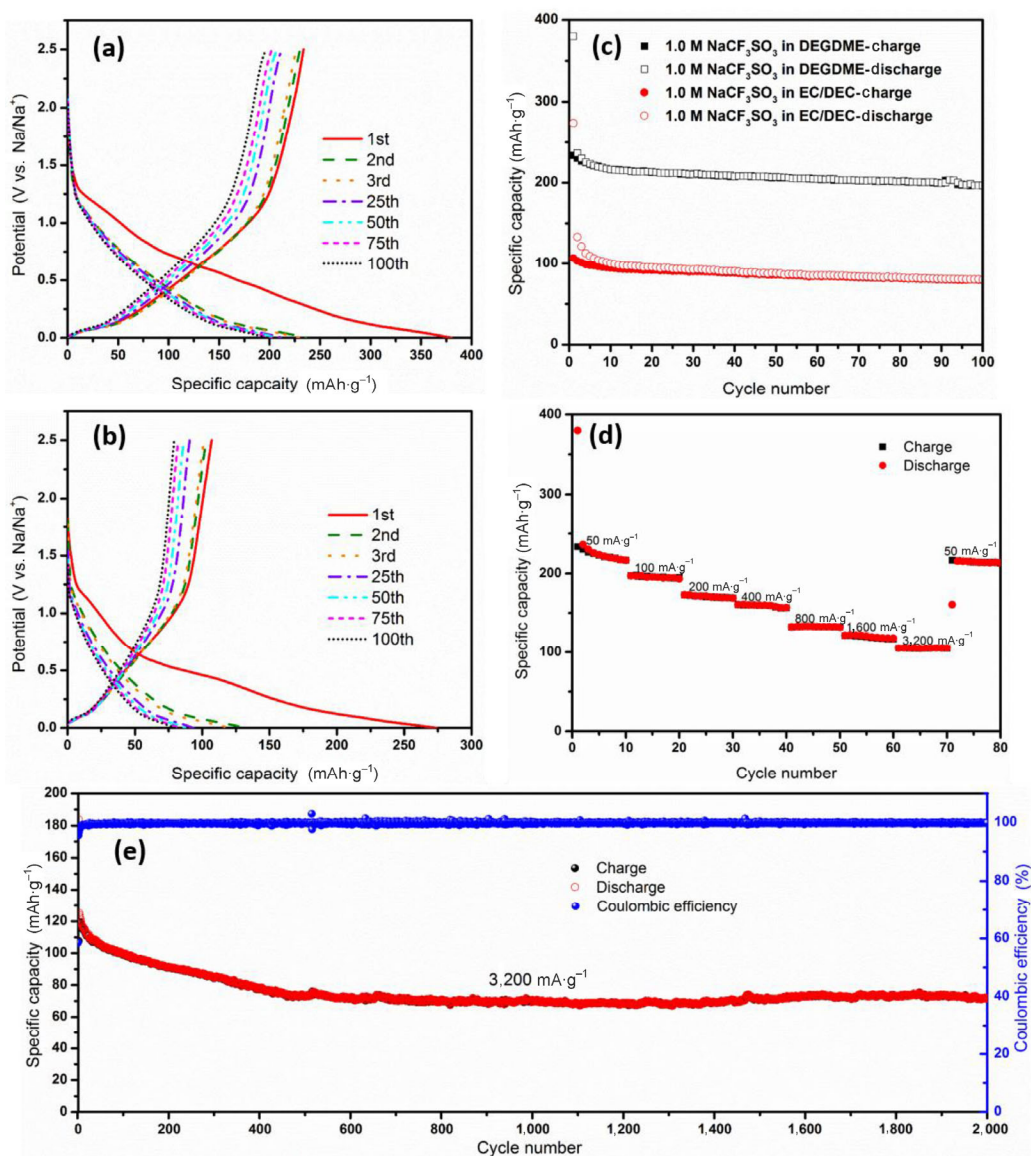 (a)
2.5
2.0
1.5
1.0
0.5
0.0
Potential (V vs. Na/Na⁺)
1st
2nd
3rd
25th
50th
75th
100th
0 50 100 150 200 250 300 350 400
Specific capcaity (mAh·g⁻¹)
(c)
400
300
200
100
0
Specific capacity (mAh·g⁻¹)
1.0 M NaCF₃SO₃ in DEGDME-charge
1.0 M NaCF₃SO₃ in DEGDME-discharge
1.0 M NaCF₃SO₃ in EC/DEC-charge
1.0 M NaCF₃SO₃ in EC/DEC-discharge
0 10 20 30 40 50 60 70 80 90 100
Cycle number
(b)
2.5
2.0
1.5
1.0
0.5
0.0
Potential (V vs. Na/Na⁺)
1st
2nd
3rd
25th
50th
75th
100th
0 50 100 150 200 250 300
Specific capacity (mAh·g⁻¹)
(d)
400
300
200
100
0
Specific capacity (mAh·g⁻¹)
Charge
Discharge
50 mA·g⁻¹
100 mA·g⁻¹
200 mA·g⁻¹
400 mA·g⁻¹
800 mA·g⁻¹
1,600 mA·g⁻¹
3,200 mA·g⁻¹
50 mA·g⁻¹
0 10 20 30 40 50 60 70 80
Cycle number
(e)
200
180
160
140
120
100
80
60
40
20
0
Specific capacity (mAh·g⁻¹)
Charge
Discharge
Coulombic efficiency
3,200 mA·g⁻¹
100
80
60
40
20
0
Coulombic efficiency (%)
0 200 400 600 800 1,000 1,200 1,400 1,600 1,800 2,000
Cycle number